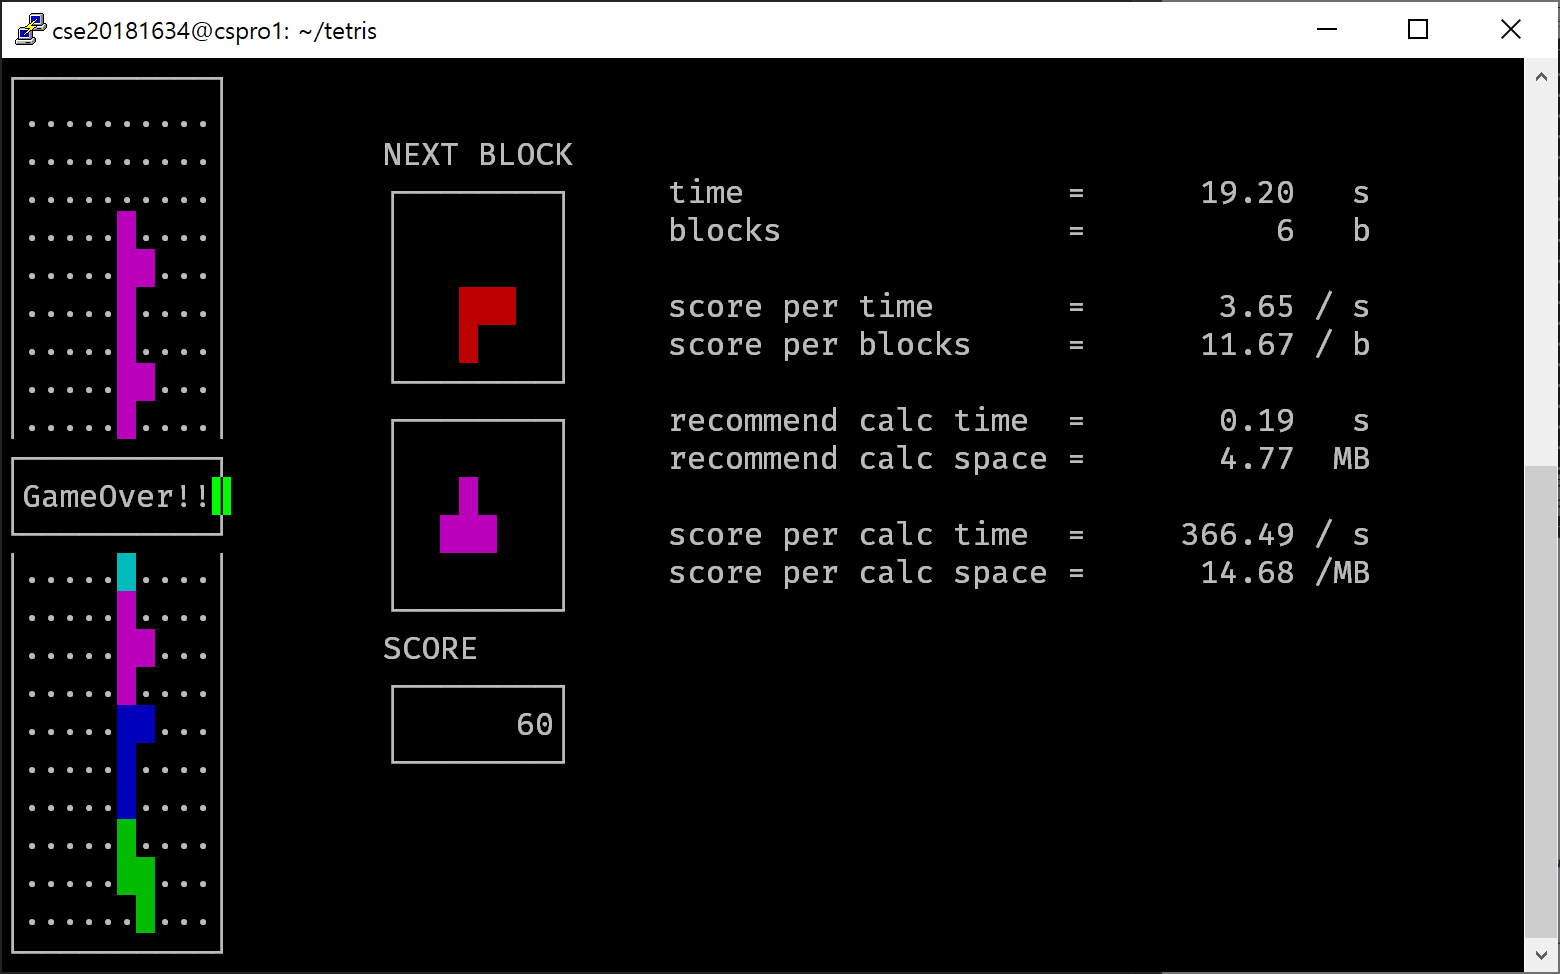 cse20181634@cspro1: ~/tetris
GameOver!!
NEXT BLOCK
SCORE
60
time = 19.20 s
blocks = 6 b
score per time = 3.65 / s
score per blocks = 11.67 / b
recommend calc time = 0.19 s
recommend calc space = 4.77 MB
score per calc time = 366.49 / s
score per calc space = 14.68 /MB